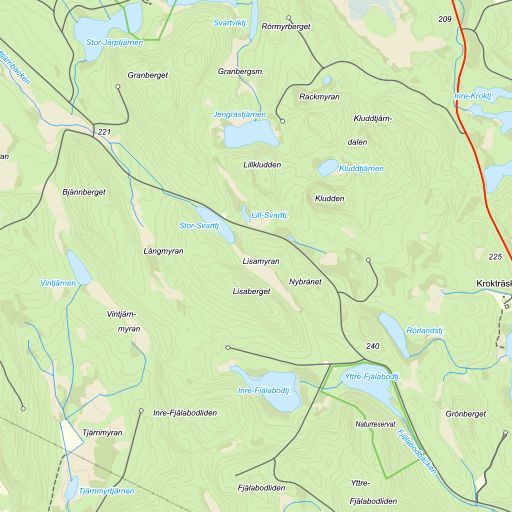 209
Svartviktj.
Römyrberget
Stor-Järptjärnen
Granbergsm.
Granberget
Inre-Kroktj
Rackmyran
Jengrästjärnen
Kluddtjärn-
dalen
221
Lillkludden
Kluddtjärnen
Bjännberget
Kludden
Lill-Svarttj.
Stor-Svarttj.
Långmyran
225
Lisamyran
Vintjärnen
Nybränet
Krokträsk
Lisaberget
Vintjärn-
myran
Rörlandstj
240
Yttre-Fjälabodtj.
Inre-Fjälabodtj
Inre-Fjälabodliden
Grönberget
Naturreservat
Tjärnmyran
Fjälabodbäcken
Yttre-
Fjälabodliden
Fjälabodliden
Tjärnmyrtjärnen